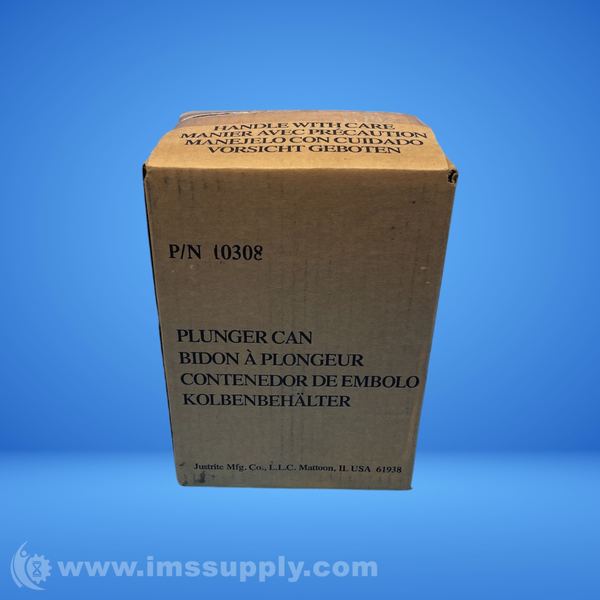 HANDLE WITH CARE
MANIER AVEC PRÉCAUTION
MANEJELO CON CUIDADO
VORSICHT GEBOTEN
P/N 10308
PLUNGER CAN
BIDON À PLONGEUR
CONTENEDOR DE EMBOLO
KOLBENBEHÄLTER
Justrite Mfg. Co., L.L.C. Mattoon, IL USA 61938
www.imssupply.com